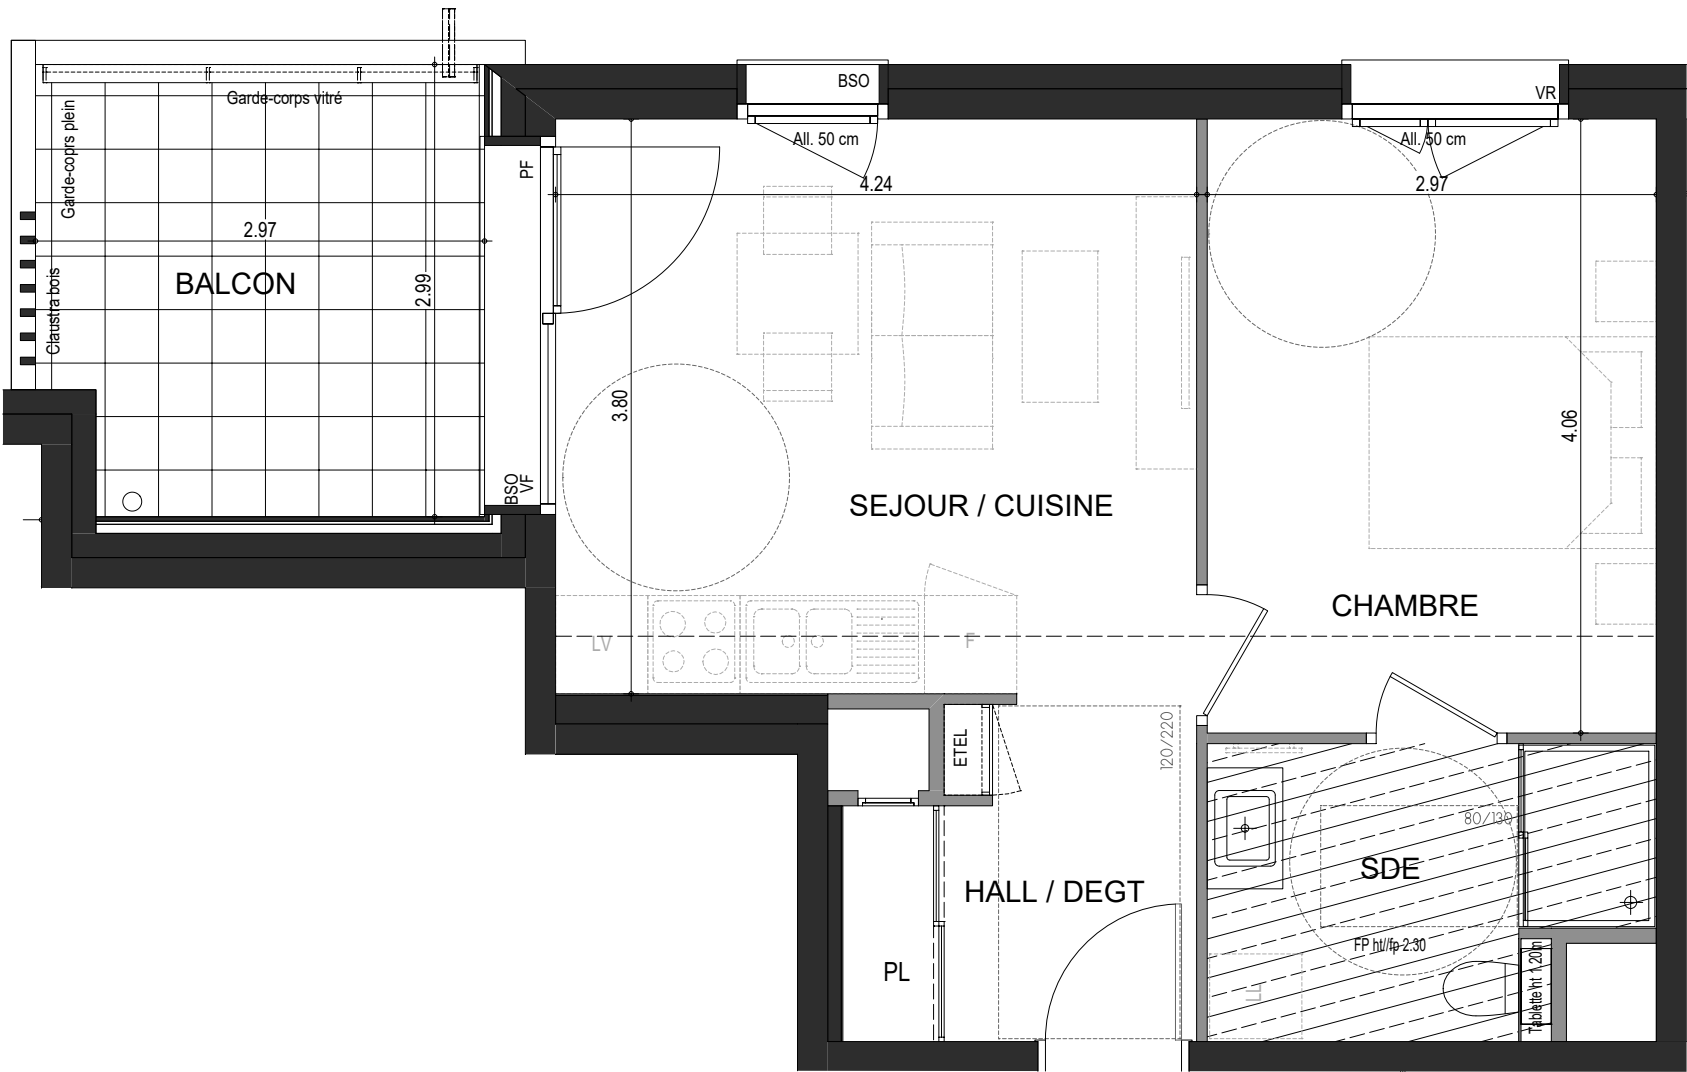 BSO
VR
Garde-corps vitré
Garde-coprs plein
All. 50 cm
All. 50 cm
PF
4.24
2.97
2.97
BALCON
2.99
Claustra bois
3.80
4.06
BSO
VF
SEJOUR / CUISINE
CHAMBRE
LV
F
ETEL
120/220
80/130
SDE
HALL / DEGT
FP ht//fp 2.30
PL
LL
Tablette ht 1.20m